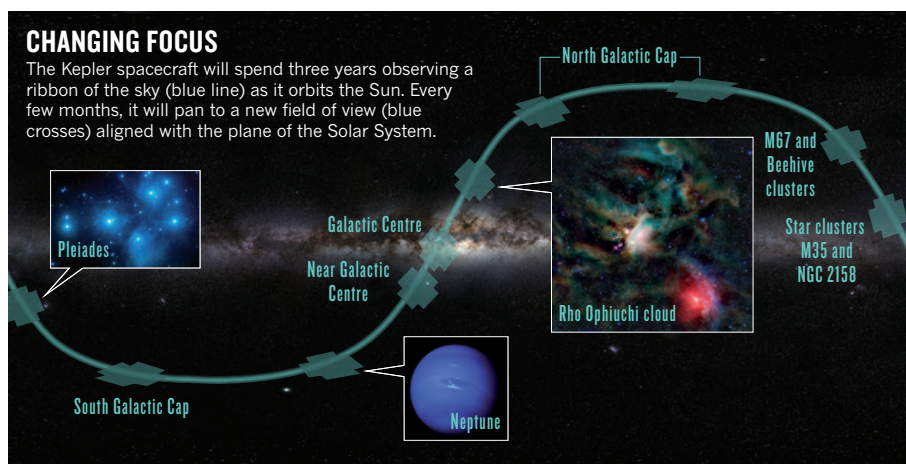 CHANGING FOCUS
The Kepler spacecraft will spend three years observing a
ribbon of the sky (blue line) as it orbits the Sun. Every
few months, it will pan to a new field of view (blue
crosses) aligned with the plane of the Solar System.
North Galactic Cap
M67 and
Beehive
clusters
Pleiades
Galactic Centre
Star clusters
M35 and
NGC 2158
Near Galactic
Centre
Rho Ophiuchi cloud
South Galactic Cap
Neptune